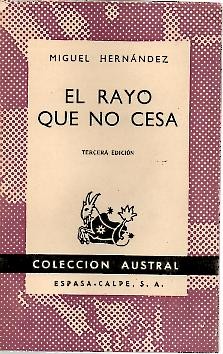 MIGUEL HERNÁNDEZ
EL RAYO
QUE NO CESA
TERCERA EDICIÓN
COLECCION AUSTRAL
ESPASA-CALPE, S. A.